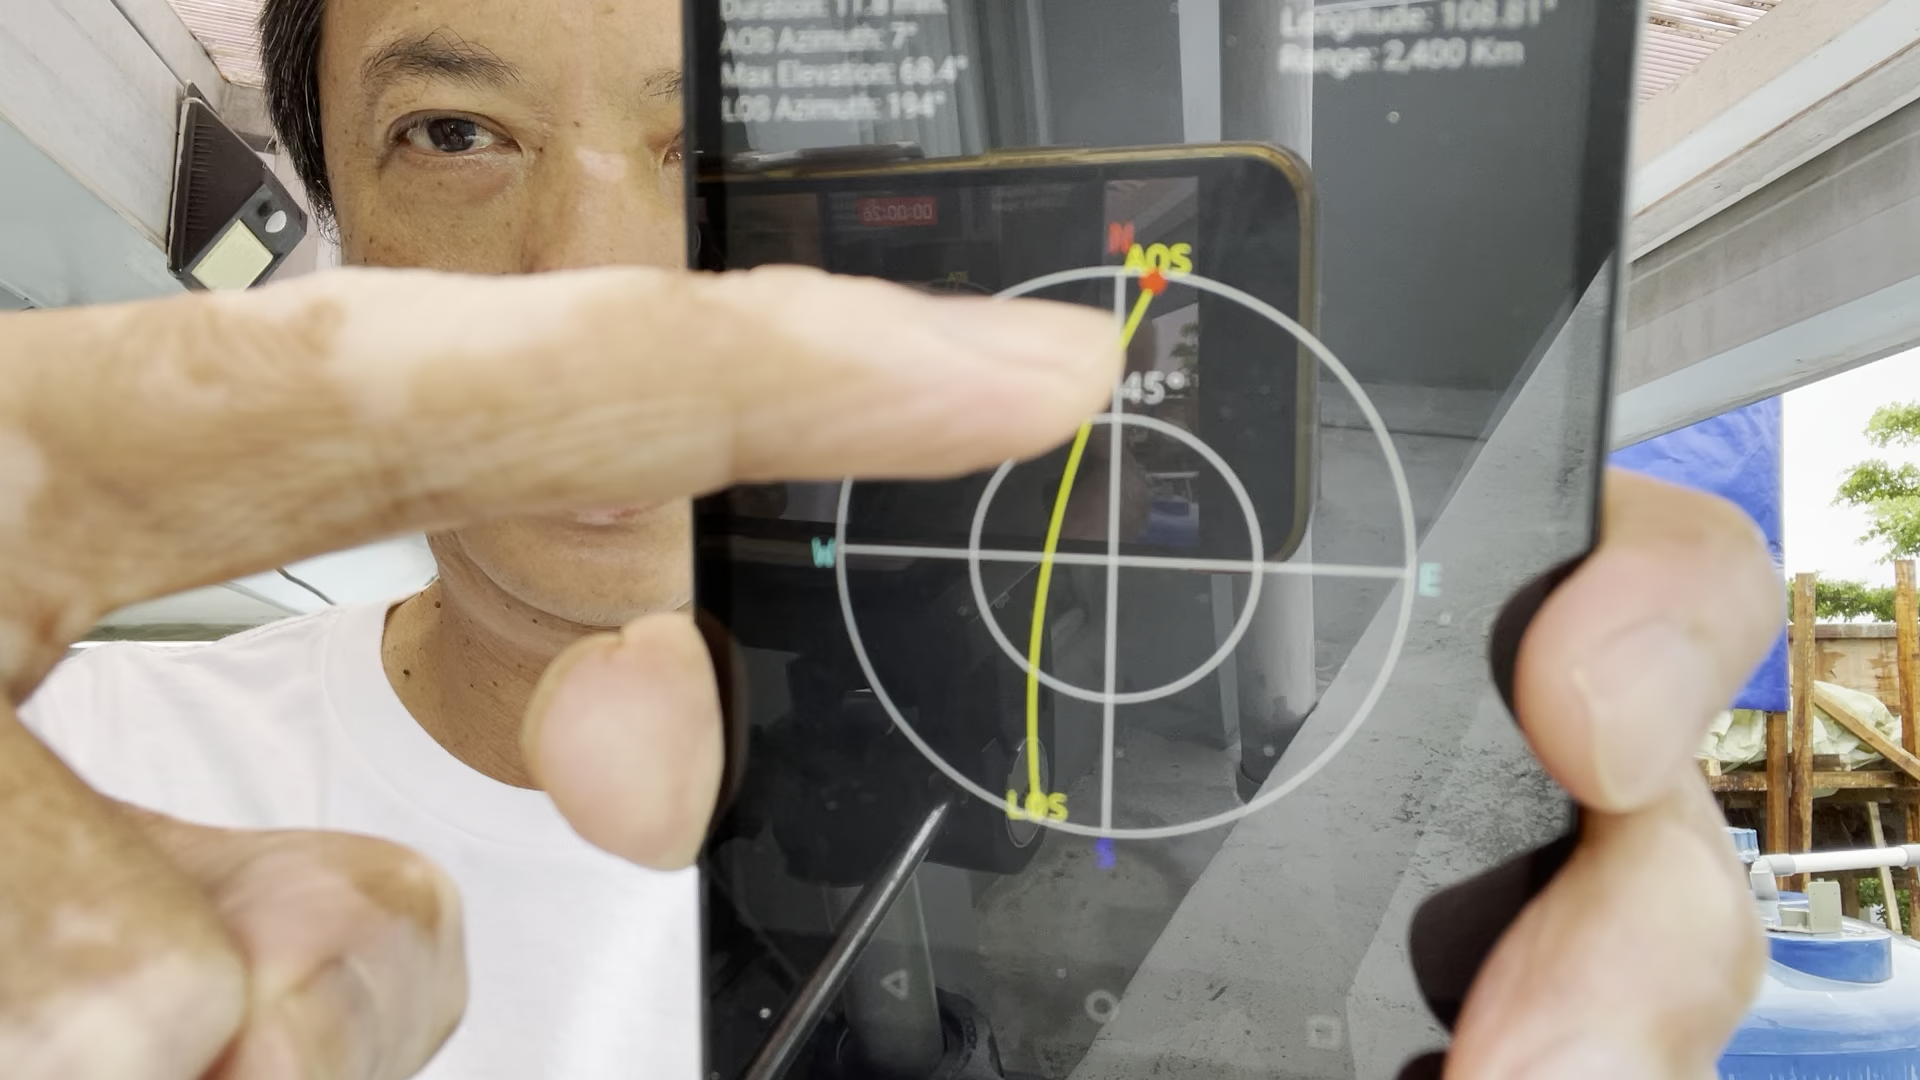 Duration: 11.8 min.
AOS Azimuth: 7°
Max Elevation: 68.4°
LOS Azimuth: 194°
Longitude: 108.81°
Range: 2,400 Km
00:00:26
N
AOS
45°
W
E
LOS
S